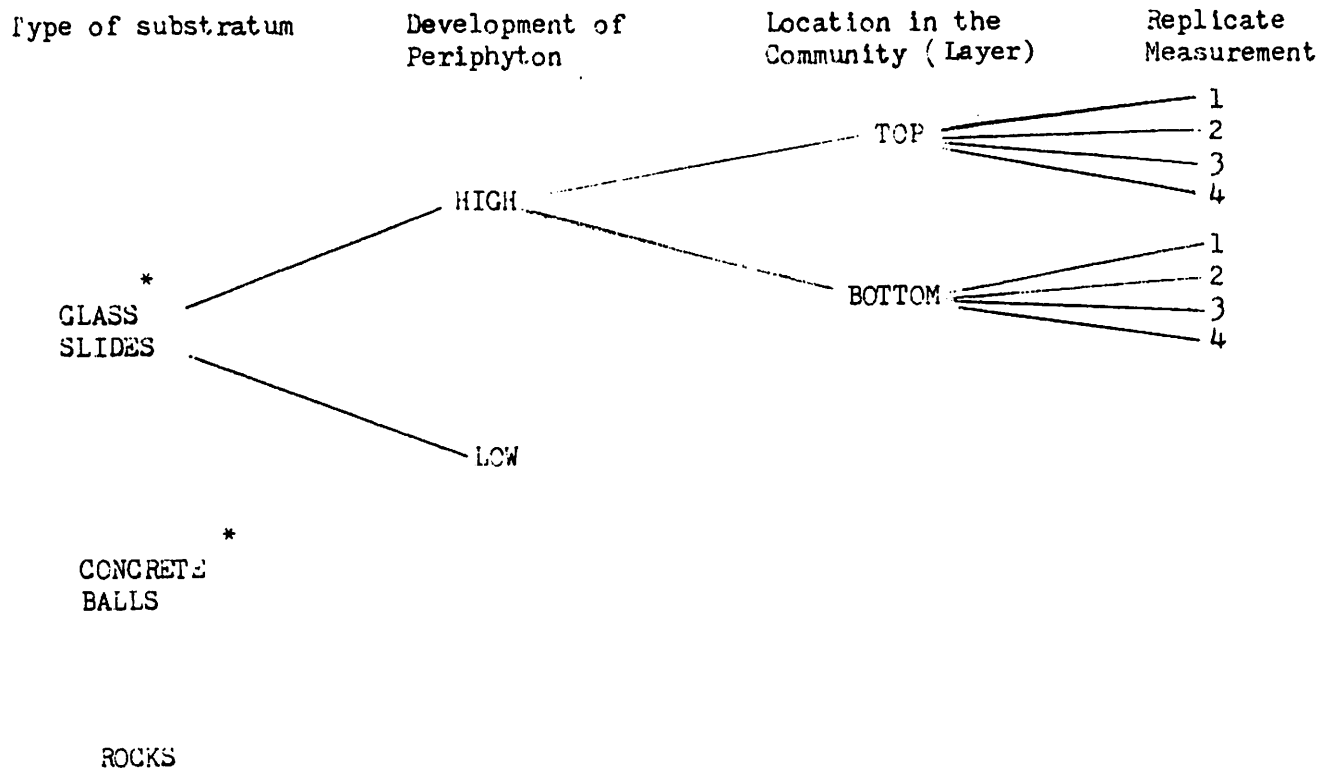 Type of substratum
Development of
Periphyton
Location in the
Community (Layer)
Replicate
Measurement
TOP
1
2
3
4
HIGH
BOTTOM
1
2
3
4
*
GLASS
SLIDES
LOW
*
CONCRETE
BALLS
ROCKS